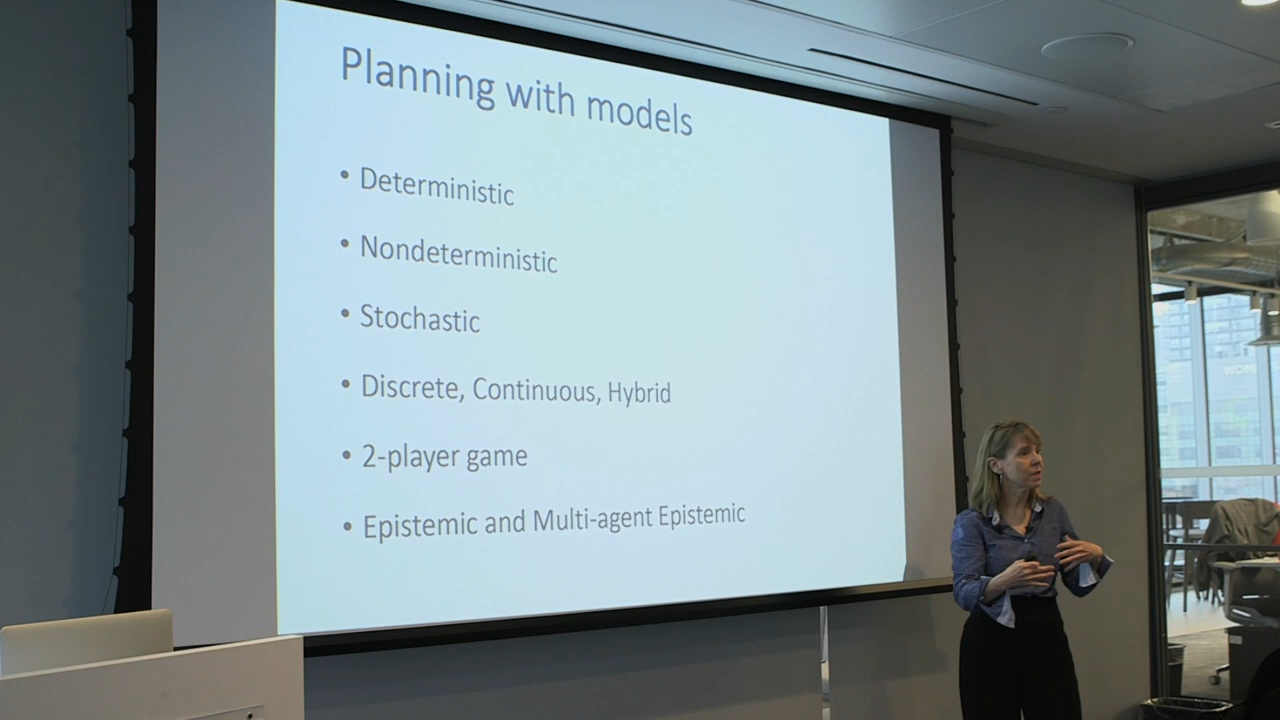 Planning with models
• Deterministic
• Nondeterministic
• Stochastic
• Discrete, Continuous, Hybrid
• 2-player game
• Epistemic and Multi-agent Epistemic